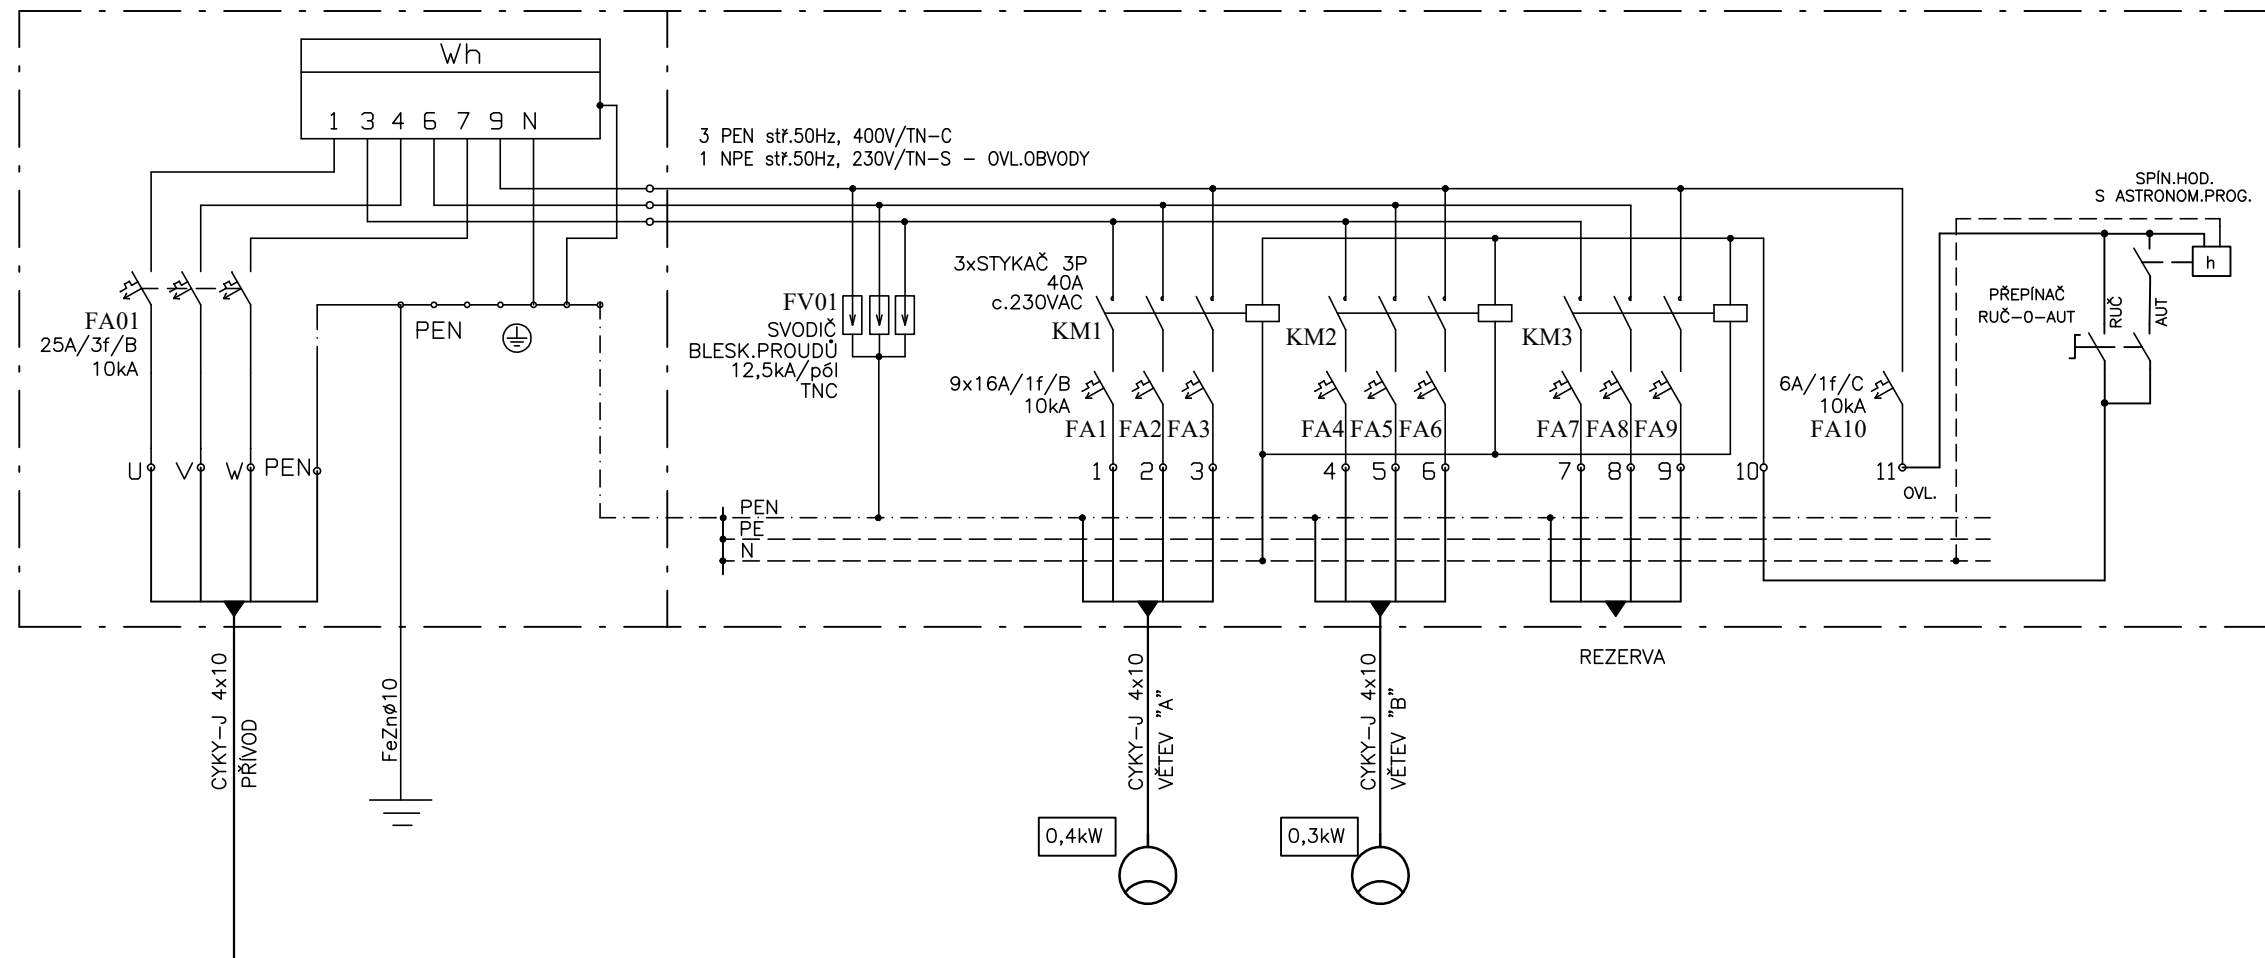 Wh
1 3 4 6 7 9 N
3 PEN stř.50Hz, 400V/TN-C
1 NPE stř.50Hz, 230V/TN-S - OVL.OBVODY
SPÍN.HOD.
S ASTRONOM.PROG.
h
FA01
25A/3f/B
10kA
PEN
FV01
SVODIČ
BLESK.PROUDŮ
12,5kA/pól
TNC
3xSTYKAČ 3P
40A
c.230VAC
KM1
KM2
KM3
PŘEPÍNAČ
RUČ-O-AUT
RUČ
AUT
9x16A/1f/B
10kA
FA1 FA2 FA3
FA4 FA5 FA6
FA7 FA8 FA9
6A/1f/C
10kA
FA10
U V W PEN
1 2 3 4 5 6 7 8 9 10 11
OVL.
PEN
PE
N
REZERVA
CYKY-J 4x10
PŘÍVOD
FeZnø10
CYKY-J 4x10
VĚTEV "A"
CYKY-J 4x10
VĚTEV "B"
0,4kW
0,3kW